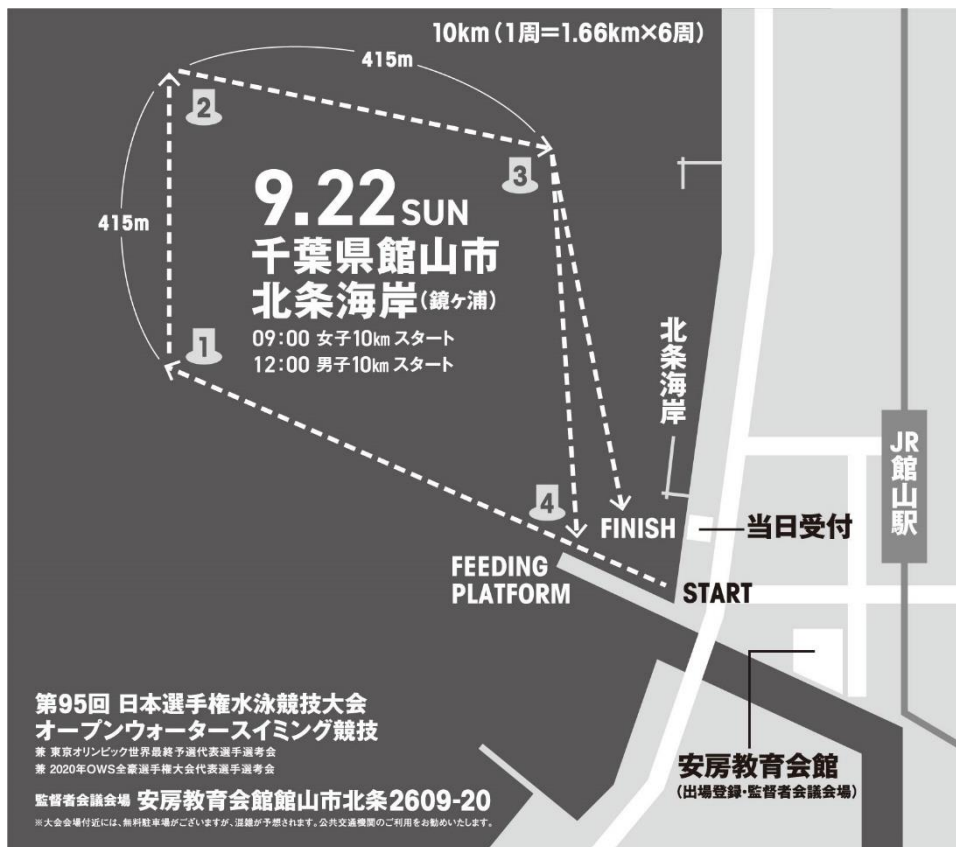 10km（1周＝1.66km×6周）
415m
2
3
415m
9.22 SUN
千葉県館山市
北条海岸（鏡ヶ浦）
09：00 女子10kmスタート
12：00 男子10kmスタート
1
北条海岸
JR館山駅
4
FINISH
当日受付
FEEDING
PLATFORM
START
第95回 日本選手権水泳競技大会
オープンウォータースイミング競技
兼 東京オリンピック世界最終予選代表選手選考会
兼 2020年OWS全豪選手権大会代表選手選考会
監督者会議会場 安房教育会館館山市北条2609-20
※大会会場付近には、無料駐車場がございますが、混雑が予想されます。公共交通機関のご利用をお勧めいたします。
安房教育会館
（出場登録・監督者会議会場）